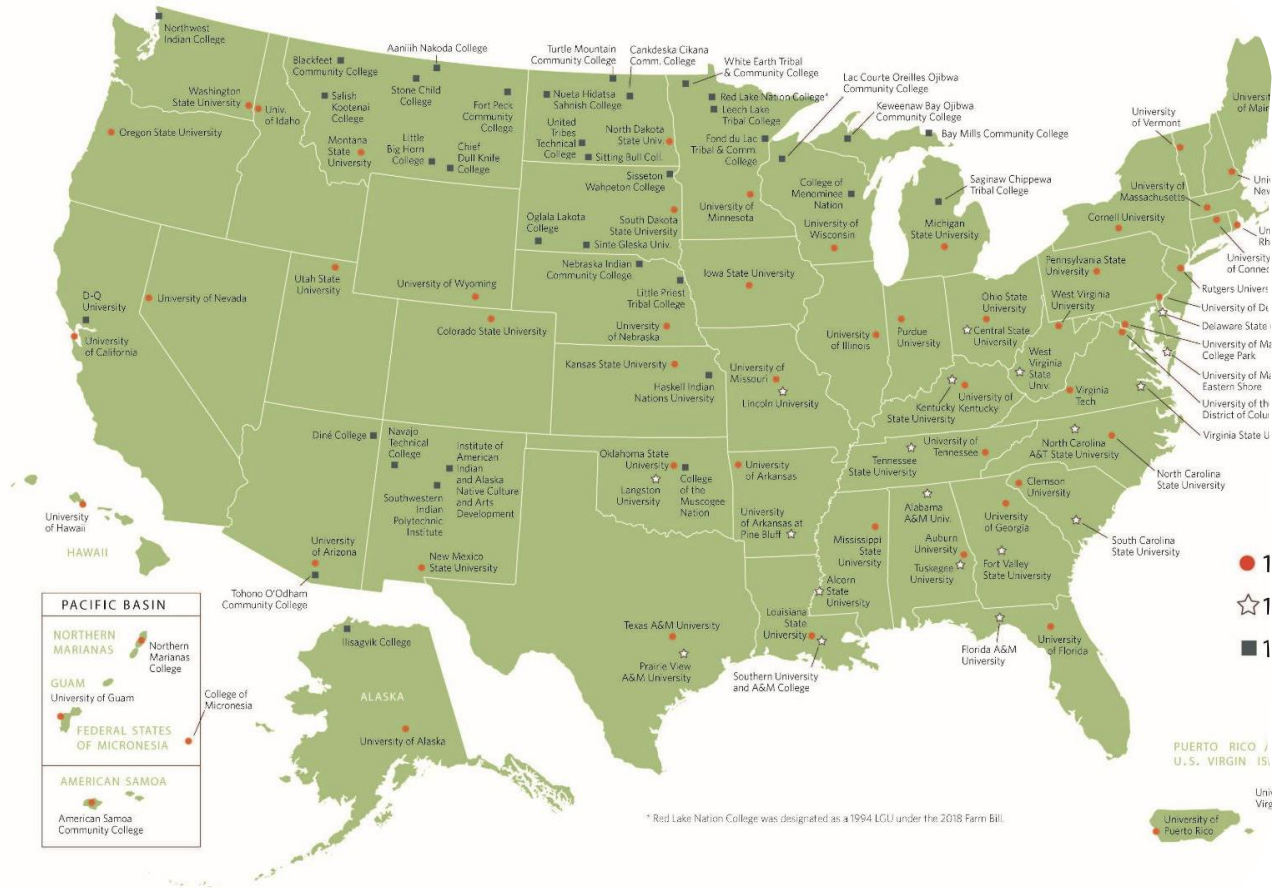 Northwest
Indian College
Washington
State University
Univ.
of Idaho
Oregon State University
Blackfeet
Community College
Aaniiih Nakoda College
Stone Child
College
Salish
Kootenai
College
Fort Peck
Community
College
Montana
State
University
Little
Big Horn
College
Chief
Dull Knife
College
Turtle Mountain
Community College
Cankdeska Cikana
Comm. College
Nueta Hidatsa
Sahnish College
United
Tribes
Technical
College
North Dakota
State Univ.
Sitting Bull Coll.
Sisseton
Wahpeton College
Oglala Lakota
College
South Dakota
State University
Sinte Gleska Univ.
White Earth Tribal
& Community College
Red Lake Nation College*
Leech Lake
Tribal College
Fond du Lac
Tribal & Comm.
College
University of
Minnesota
Lac Courte Oreilles Ojibwa
Community College
Keweenaw Bay Ojibwa
Community College
Bay Mills Community College
College of
Menominee
Nation
University of
Wisconsin
Saginaw Chippewa
Tribal College
Michigan
State University
University
of Vermont
University
of Mair
Univ
New
University of
Massachusetts
Cornell University
Un
Rh
University
of Connec
Pennsylvania State
University
Rutgers Univers
University of De
Delaware State
University of Ma
College Park
University of Ma
Eastern Shore
University of the
District of Colur
Virginia State U
D-Q
University
University
of California
University of Nevada
Utah State
University
University of Wyoming
Colorado State University
Nebraska Indian
Community College
Little Priest
Tribal College
University
of Nebraska
Iowa State University
Kansas State University
Haskell Indian
Nations University
University of
Missouri
Lincoln University
University
of Illinois
Purdue
University
Ohio State
University
Central State
University
West Virginia
University
West
Virginia
State
Univ.
Kentucky
State University
University of
Kentucky
Virginia
Tech
Diné College
Navajo
Technical
College
Institute of
American
Indian
and Alaska
Native Culture
and Arts
Development
Southwestern
Indian
Polytechnic
Institute
University
of Arizona
Tohono O'Odham
Community College
New Mexico
State University
Oklahoma State
University
Langston
University
College
of the
Muscogee
Nation
University
of Arkansas
University
of Arkansas at
Pine Bluff
Tennessee
State University
University of
Tennessee
North Carolina
A&T State University
North Carolina
State University
Clemson
University
South Carolina
State University
Mississippi
State
University
Alabama
A&M Univ.
Auburn
University
Tuskegee
University
University
of Georgia
Fort Valley
State University
Alcorn
State
University
Texas A&M University
Prairie View
A&M University
Louisiana
State
University
Southern University
and A&M College
Florida A&M
University
University
of Florida
University
of Hawaii
HAWAII
PACIFIC BASIN
NORTHERN
MARIANAS
Northern
Marianas
College
GUAM
University of Guam
College of
Micronesia
FEDERAL STATES
OF MICRONESIA
AMERICAN SAMOA
American Samoa
Community College
Ilisagvik College
ALASKA
University of Alaska
1
1
1
PUERTO RICO /
U.S. VIRGIN IS
Univ
Virg
University of
Puerto Rico
* Red Lake Nation College was designated as a 1994 LGU under the 2018 Farm Bill.